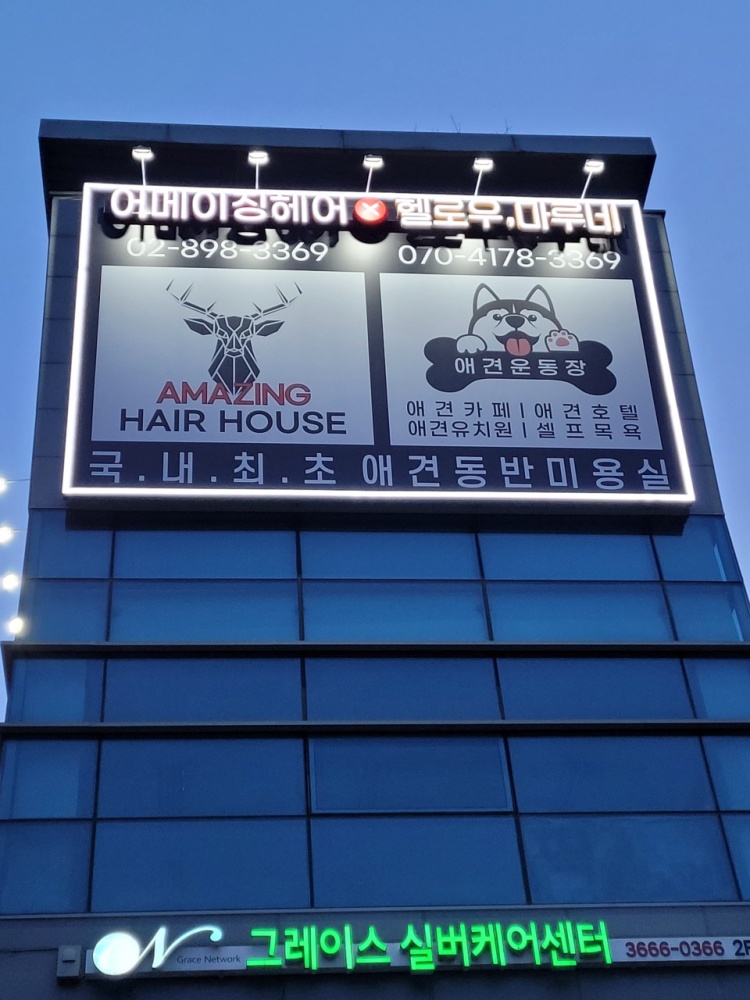 어메이징헤어 X 헬로우,마루네
02-898-3369
070-4178-3369
AMAZING
HAIR HOUSE
애견운동장
애견카페 | 애견호텔
애견유치원 | 셀프목욕
국.내.최.초 애견동반미용실
Grace Network
그레이스 실버케어센터
3666-0366 2F